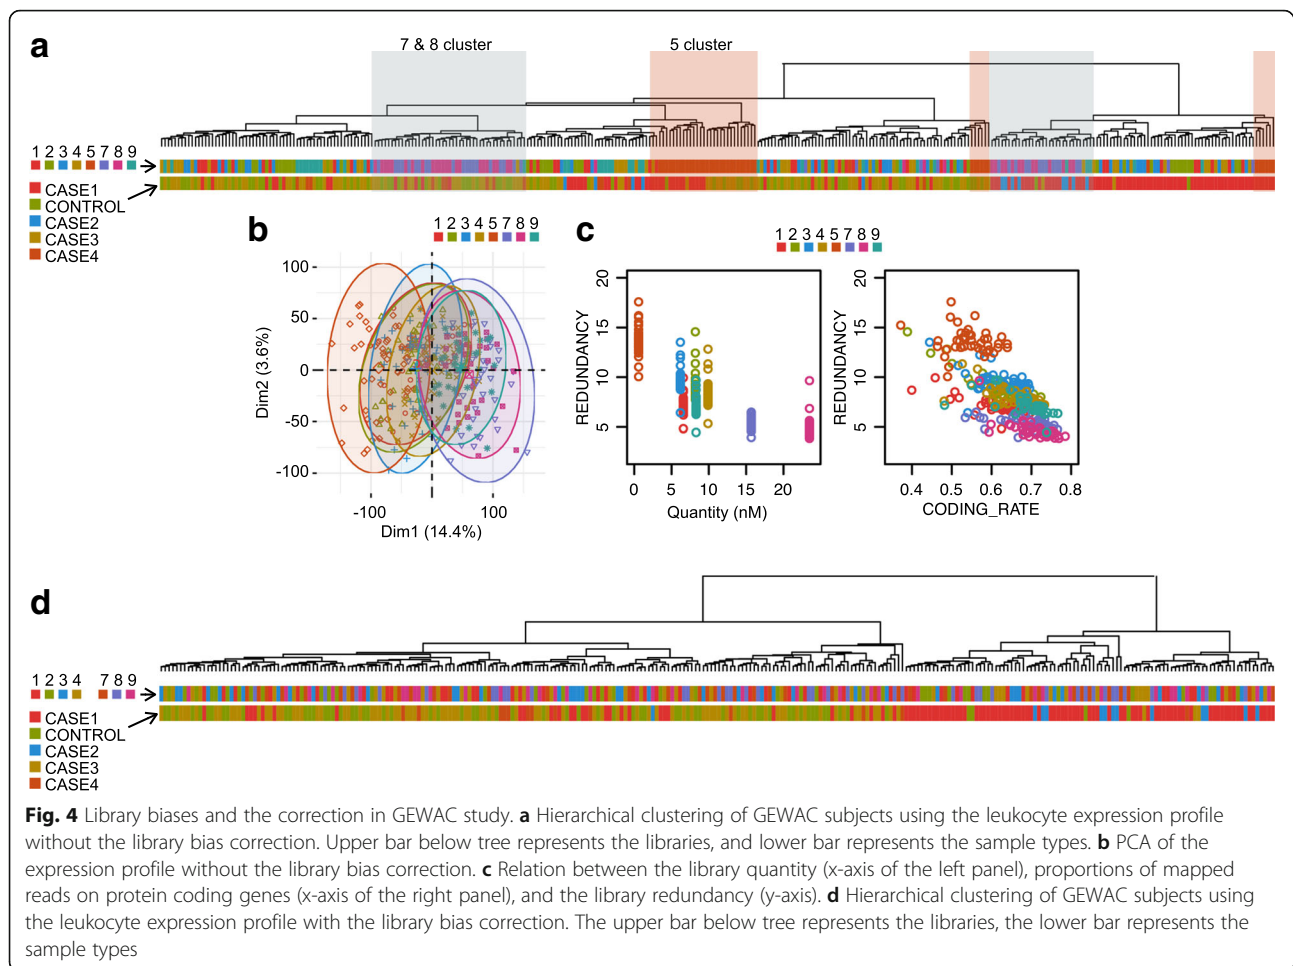 a
7 & 8 cluster
5 cluster
1 2 3 4 5 7 8 9
CASE1
CONTROL
CASE2
CASE3
CASE4
b
1 2 3 4 5 7 8 9
100
50
0
-50
-100
Dim2 (3.6%)
-100
100
Dim1 (14.4%)
c
1 2 3 4 5 7 8 9
20
15
10
5
REDUNDANCY
0 5 10 15 20
Quantity (nM)
20
15
10
5
REDUNDANCY
0.4 0.5 0.6 0.7 0.8
CODING_RATE
d
1 2 3 4 7 8 9
CASE1
CONTROL
CASE2
CASE3
CASE4
Fig. 4 Library biases and the correction in GEWAC study. a Hierarchical clustering of GEWAC subjects using the leukocyte expression profile
without the library bias correction. Upper bar below tree represents the libraries, and lower bar represents the sample types. b PCA of the
expression profile without the library bias correction. c Relation between the library quantity (x-axis of the left panel), proportions of mapped
reads on protein coding genes (x-axis of the right panel), and the library redundancy (y-axis). d Hierarchical clustering of GEWAC subjects using
the leukocyte expression profile with the library bias correction. The upper bar below tree represents the libraries, the lower bar represents the
sample types